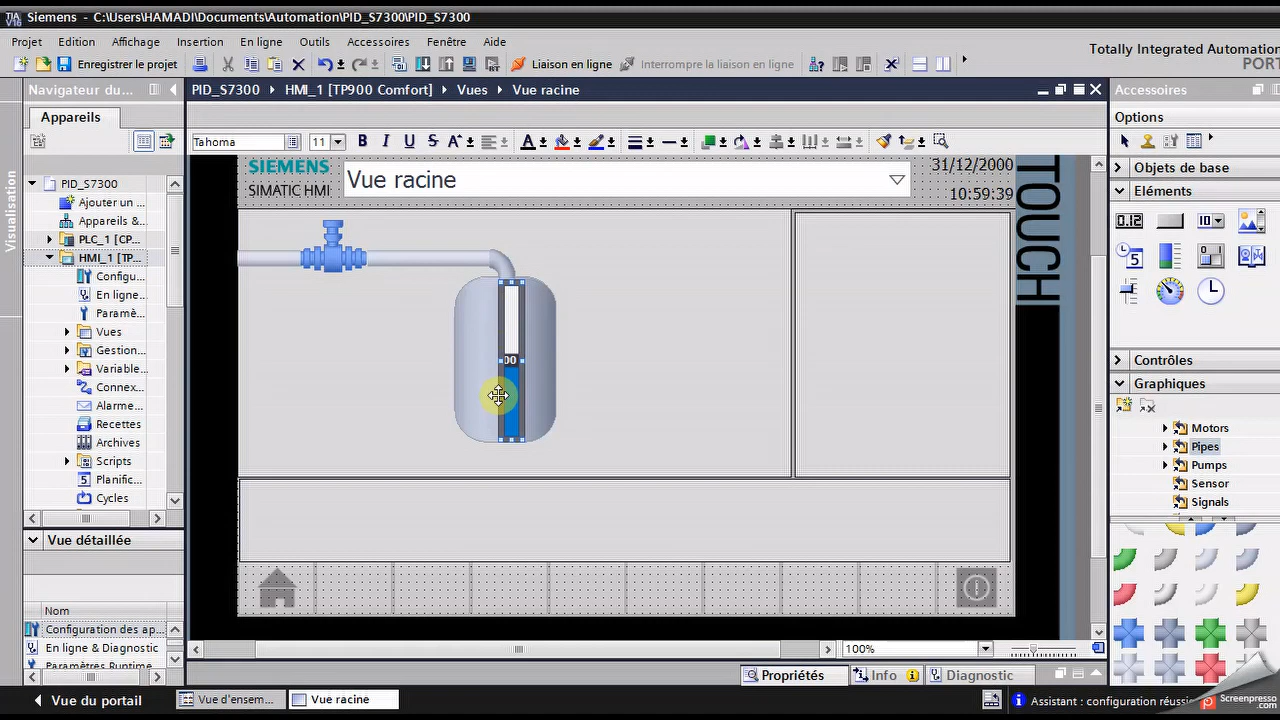 Siemens - C:\Users\HAMADI\Documents\Automation\PID_S7300\PID_S7300
TIA
V16
Projet Edition Affichage Insertion En ligne Outils Accessoires Fenêtre Aide
Totally Integrated Automation
PORT
Enregistrer le projet
Liaison en ligne
Interrompre la liaison en ligne
Navigateur du...
PID_S7300 HMI_1 [TP900 Comfort] Vues Vue racine
Accessoires
Appareils
Options
Tahoma 11
Visualisation
PID_S7300
Ajouter un ...
Appareils &...
PLC_1 [CP...
HMI_1 [TP...
Configu...
En ligne...
Paramè...
Vues
Gestion...
Variable...
Connex...
Alarme...
Recettes
Archives
Scripts
Planific...
Cycles
Vue détaillée
Nom
Configuration des ap...
En ligne & Diagnostic
Paramètres Runtime
SIEMENS
SIMATIC HMI
Vue racine
31/12/2000
10:59:39
TOUCH
00
100%
Propriétés Info Diagnostic
Objets de base
Eléments
0.12
10
5
Contrôles
Graphiques
Motors
Pipes
Pumps
Sensor
Signals
Vue du portail
Vue d'ensem...
Vue racine
Assistant : configuration réussi
Screenpresso
.com